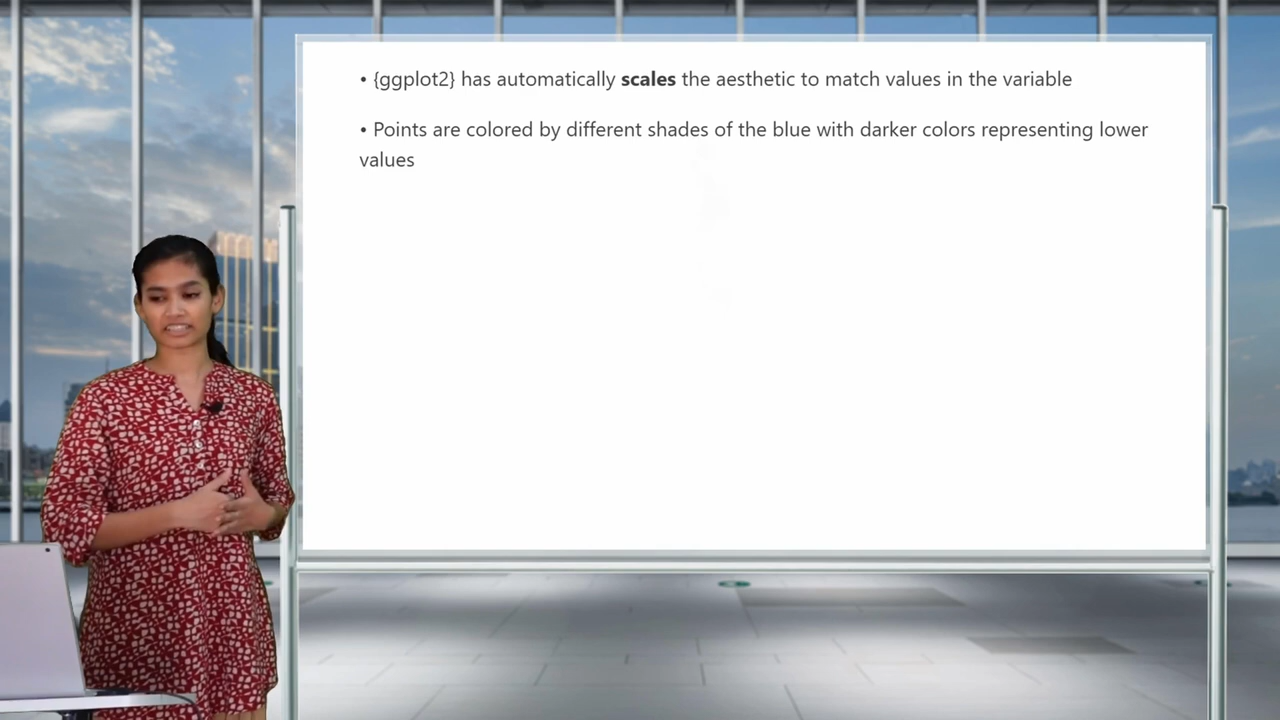 • {ggplot2} has automatically scales the aesthetic to match values in the variable
• Points are colored by different shades of the blue with darker colors representing lower
values